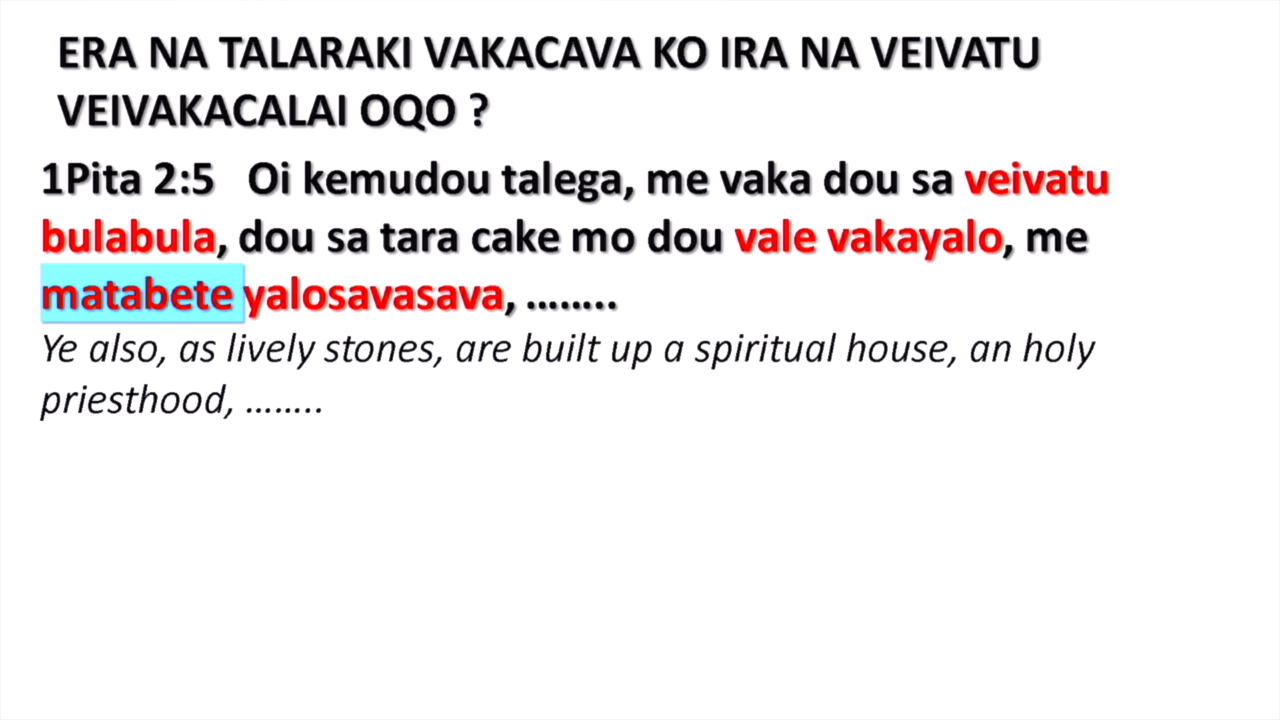 ERA NA TALARAKI VAKACAVA KO IRA NA VEIVATU
VEIVAKACALAI OQO ?
1Pita 2:5 Oi kemudou talega, me vaka dou sa veivatu
bulabula, dou sa tara cake mo dou vale vakayalo, me
matabete yalosavasava, ……..
Ye also, as lively stones, are built up a spiritual house, an holy
priesthood, ……..